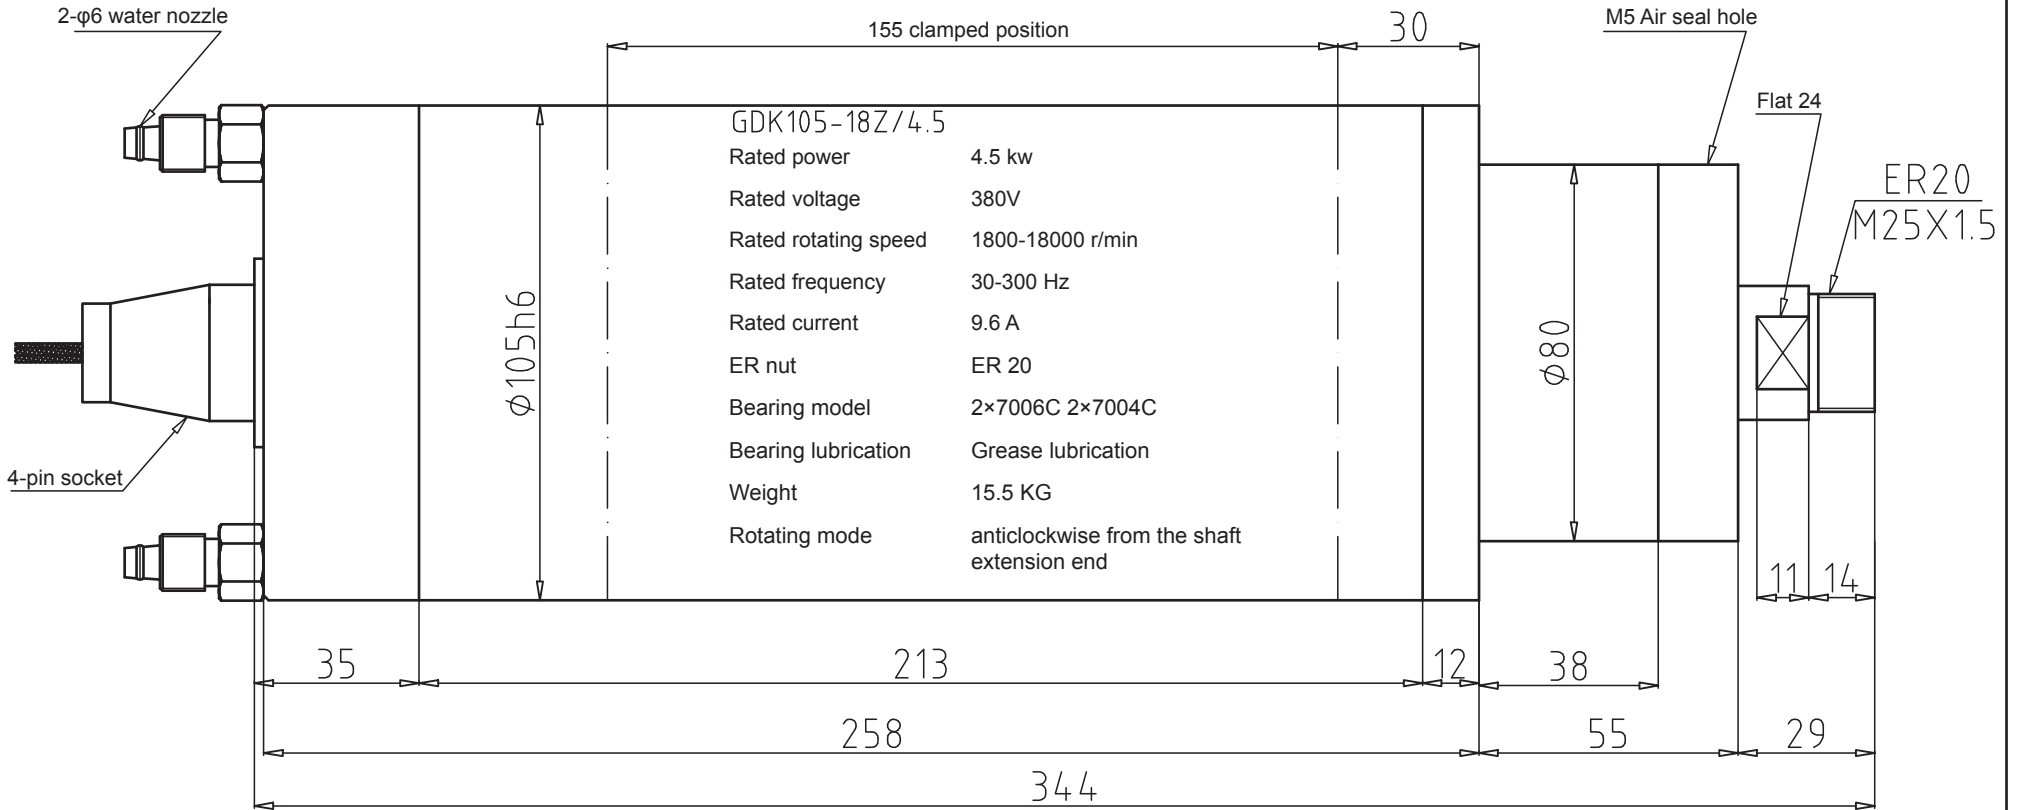 2-φ6 water nozzle
155 clamped position
30
M5 Air seal hole
Flat 24
ER20
M25X1.5
GDK105-18Z/4.5
Rated power 4.5 kw
Rated voltage 380V
Rated rotating speed 1800-18000 r/min
Rated frequency 30-300 Hz
Rated current 9.6 A
ER nut ER 20
Bearing model 2×7006C 2×7004C
Bearing lubrication Grease lubrication
Weight 15.5 KG
Rotating mode anticlockwise from the shaft
extension end
φ105h6
φ80
4-pin socket
11 14
35 213 12 38
258 55 29
344